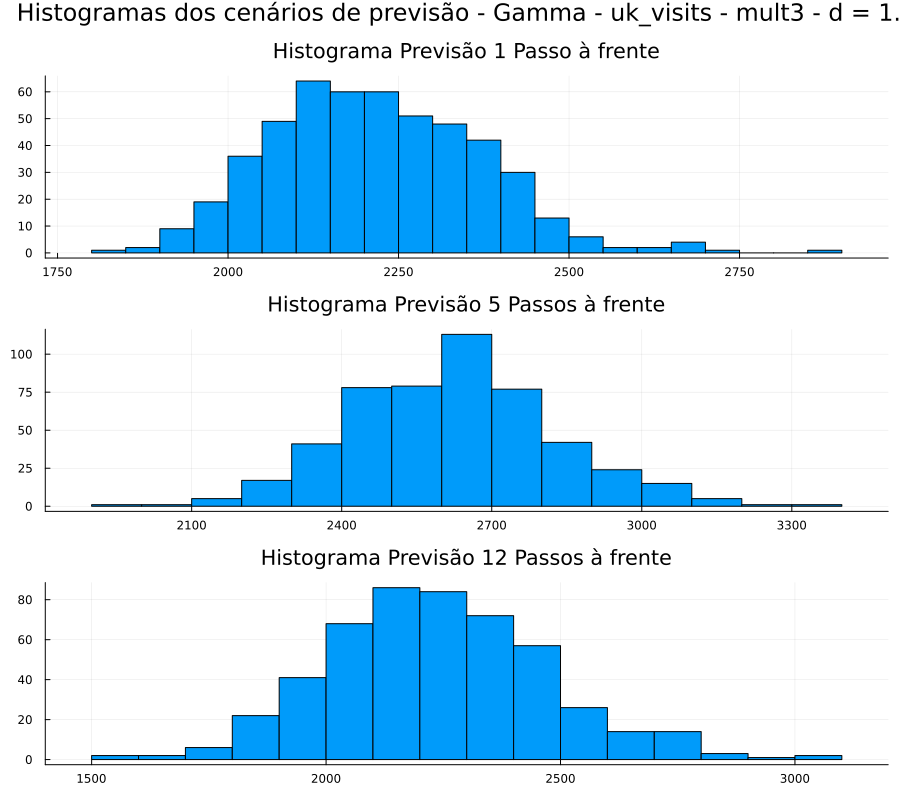 Histogramas dos cenários de previsão - Gamma - uk_visits - mult3 - d = 1.
Histograma Previsão 1 Passo à frente
60
50
40
30
20
10
0
1750 2000 2250 2500 2750
Histograma Previsão 5 Passos à frente
100
75
50
25
0
2100 2400 2700 3000 3300
Histograma Previsão 12 Passos à frente
80
60
40
20
0
1500 2000 2500 3000